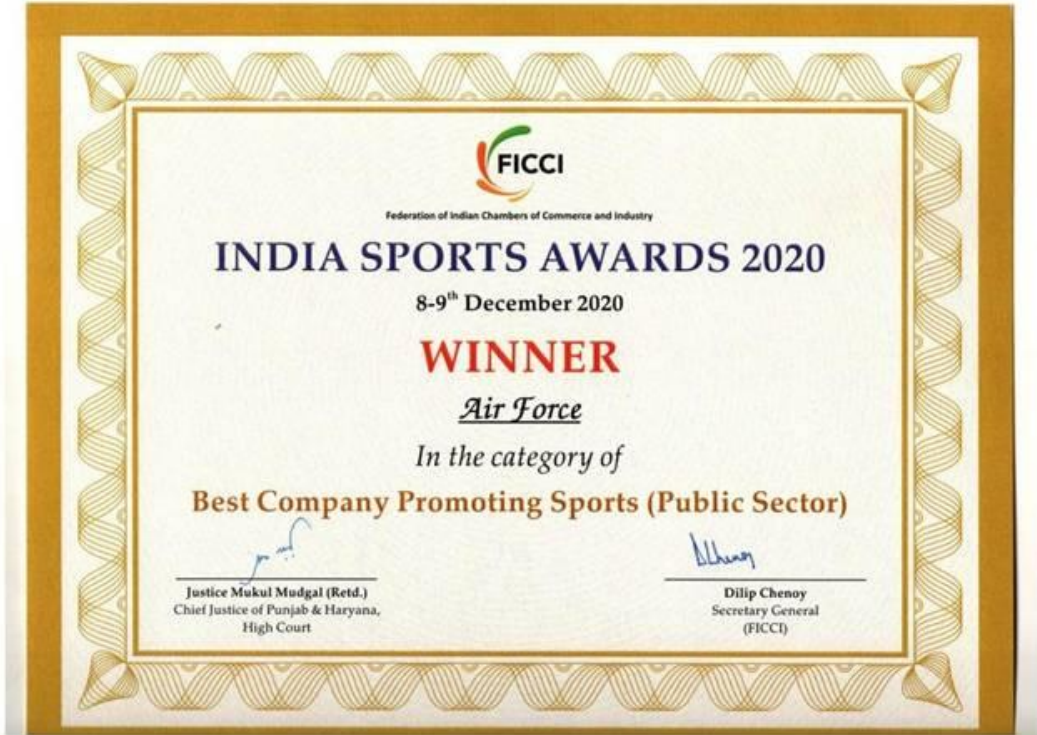 FICCI
Federation of Indian Chambers of Commerce and Industry
INDIA SPORTS AWARDS 2020
8-9th December 2020
WINNER
Air Force
In the category of
Best Company Promoting Sports (Public Sector)
Justice Mukul Mudgal (Retd.)
Chief Justice of Punjab & Haryana,
High Court
Dilip Chenoy
Secretary General
(FICCI)